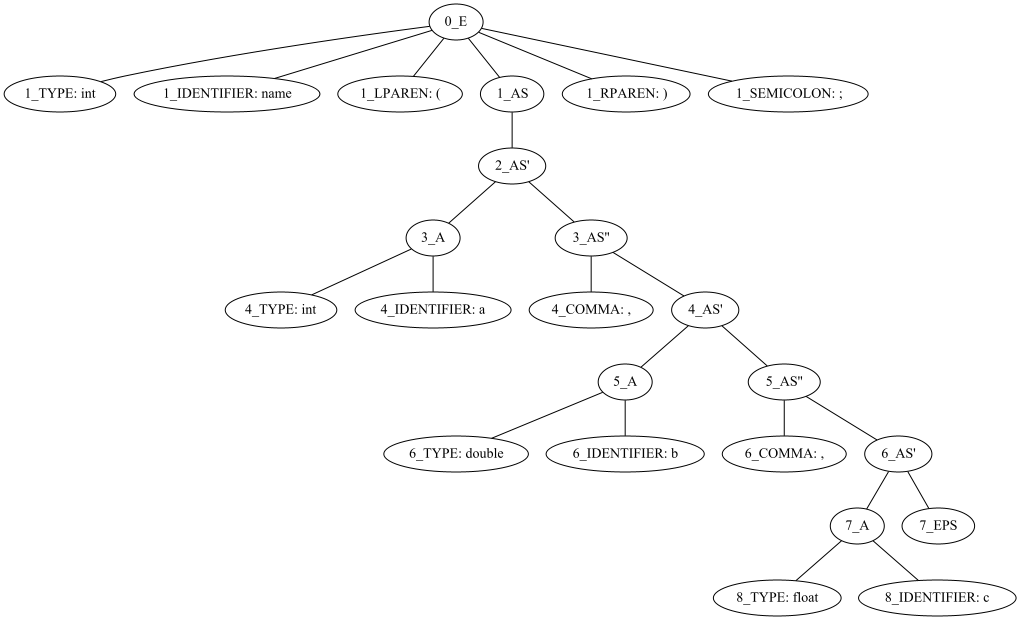 0_E
1_TYPE: int
1_IDENTIFIER: name
1_LPAREN: (
1_AS
1_RPAREN: )
1_SEMICOLON: ;
2_AS'
3_A
3_AS''
4_TYPE: int
4_IDENTIFIER: a
4_COMMA: ,
4_AS'
5_A
5_AS''
6_TYPE: double
6_IDENTIFIER: b
6_COMMA: ,
6_AS'
7_A
7_EPS
8_TYPE: float
8_IDENTIFIER: c